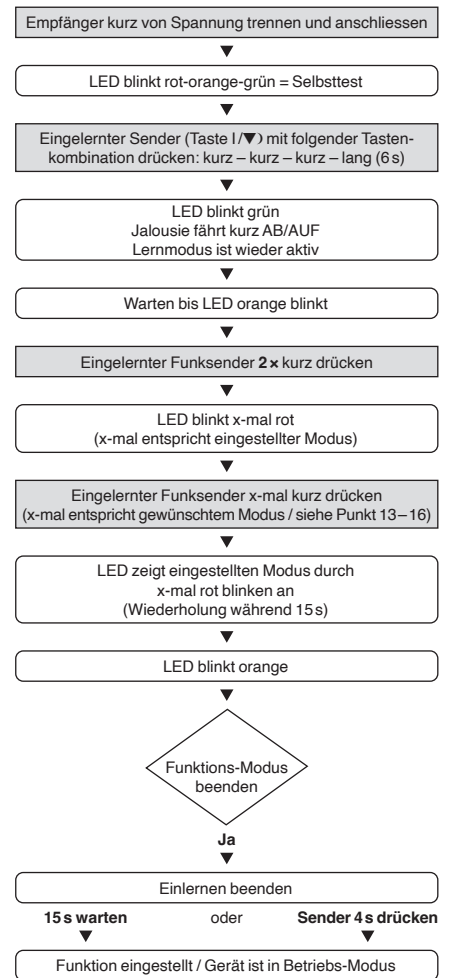 Empfänger kurz von Spannung trennen und anschliessen
LED blinkt rot-orange-grün = Selbsttest
Eingelernter Sender (Taste I/▼) mit folgender Tasten-
kombination drücken: kurz – kurz – kurz – lang (6 s)
LED blinkt grün
Jalousie fährt kurz AB/AUF
Lernmodus ist wieder aktiv
Warten bis LED orange blinkt
Eingelernter Funksender 2 × kurz drücken
LED blinkt x-mal rot
(x-mal entspricht eingestellter Modus)
Eingelernter Funksender x-mal kurz drücken
(x-mal entspricht gewünschtem Modus / siehe Punkt 13–16)
LED zeigt eingestellten Modus durch
x-mal rot blinken an
(Wiederholung während 15 s)
LED blinkt orange
Funktions-Modus
beenden
Ja
Einlernen beenden
15 s warten oder Sender 4 s drücken
Funktion eingestellt / Gerät ist in Betriebs-Modus